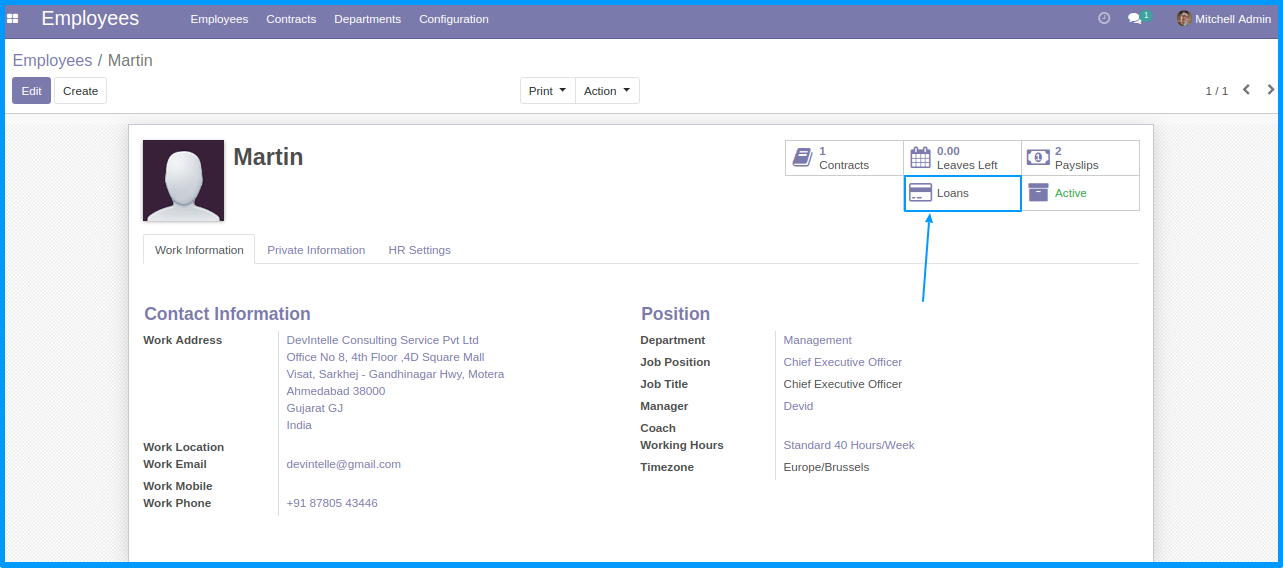 Employees Employees Contracts Departments Configuration 1 Mitchell Admin
Employees / Martin
Edit Create Print Action 1 / 1
Martin
1 Contracts
0.00 Leaves Left
2 Payslips
Loans
Active
Work Information Private Information HR Settings
Contact Information
Work Address DevIntelle Consulting Service Pvt Ltd
Office No 8, 4th Floor ,4D Square Mall
Visat, Sarkhej - Gandhinagar Hwy, Motera
Ahmedabad 38000
Gujarat GJ
India
Work Location
Work Email devintelle@gmail.com
Work Mobile
Work Phone +91 87805 43446
Position
Department Management
Job Position Chief Executive Officer
Job Title Chief Executive Officer
Manager Devid
Coach
Working Hours Standard 40 Hours/Week
Timezone Europe/Brussels